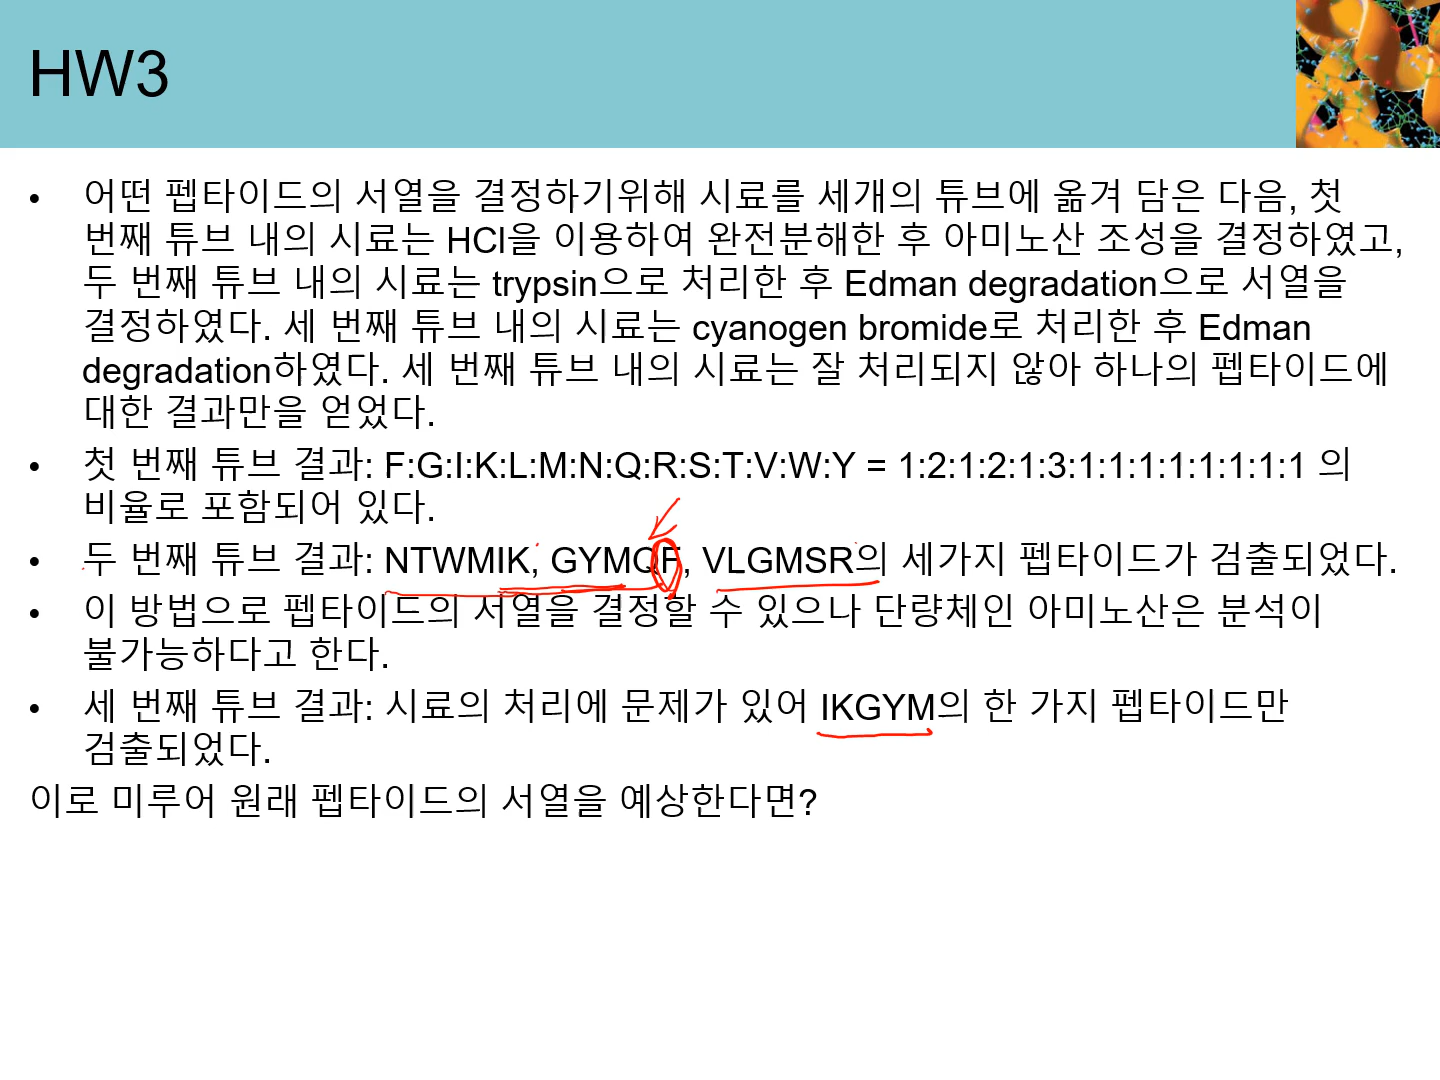 HW3
• 어떤 펩타이드의 서열을 결정하기위해 시료를 세개의 튜브에 옮겨 담은 다음, 첫
번째 튜브 내의 시료는 HCl을 이용하여 완전분해한 후 아미노산 조성을 결정하였고,
두 번째 튜브 내의 시료는 trypsin으로 처리한 후 Edman degradation으로 서열을
결정하였다. 세 번째 튜브 내의 시료는 cyanogen bromide로 처리한 후 Edman
degradation하였다. 세 번째 튜브 내의 시료는 잘 처리되지 않아 하나의 펩타이드에
대한 결과만을 얻었다.
• 첫 번째 튜브 결과: F:G:I:K:L:M:N:Q:R:S:T:V:W:Y = 1:2:1:2:1:3:1:1:1:1:1:1:1:1 의
비율로 포함되어 있다.
• 두 번째 튜브 결과: NTWMIK, GYMQF, VLGMSR의 세가지 펩타이드가 검출되었다.
• 이 방법으로 펩타이드의 서열을 결정할 수 있으나 단량체인 아미노산은 분석이
불가능하다고 한다.
• 세 번째 튜브 결과: 시료의 처리에 문제가 있어 IKGYM의 한 가지 펩타이드만
검출되었다.
이로 미루어 원래 펩타이드의 서열을 예상한다면?